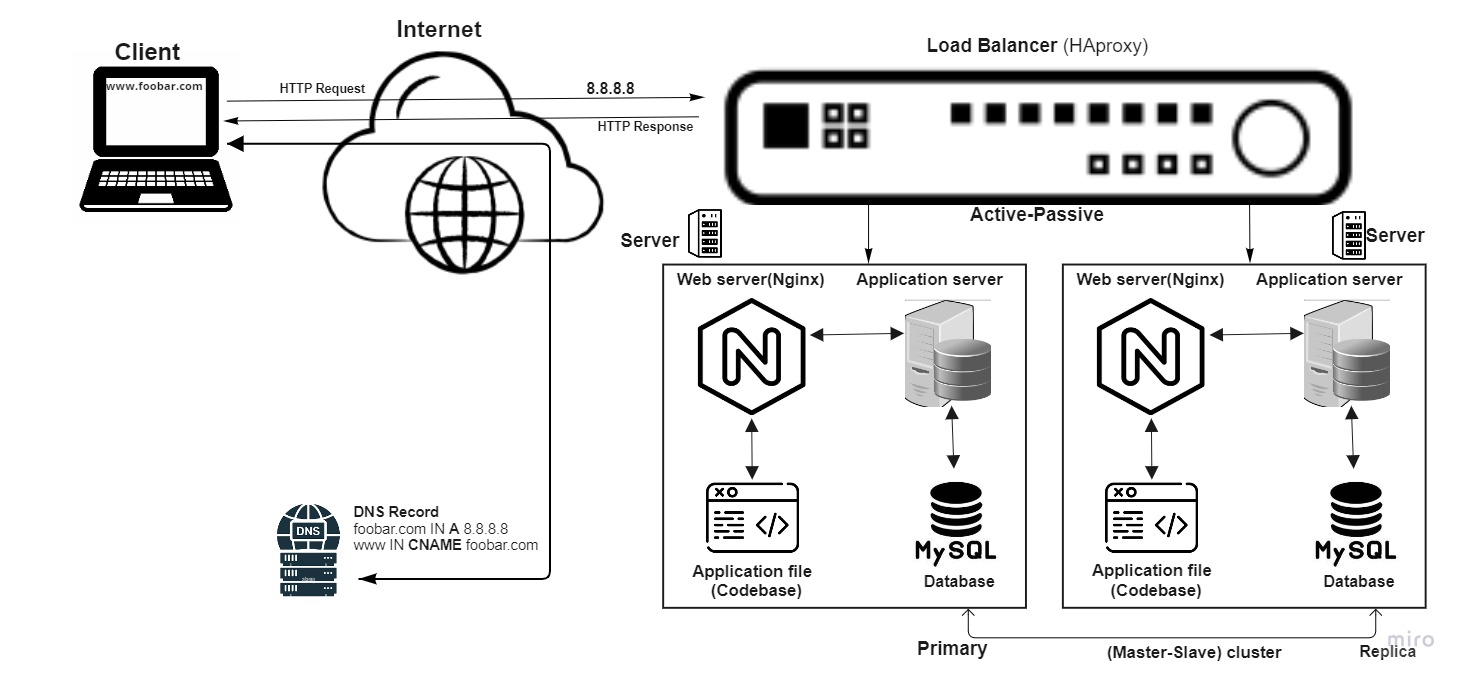 Client
Internet
Load Balancer (HAproxy)
www.foobar.com
HTTP Request
8.8.8.8
HTTP Response
Active-Passive
Server
Server
Web server(Nginx)
Application server
Web server(Nginx)
Application server
N
N
DNS
DNS Record
foobar.com IN A 8.8.8.8
www IN CNAME foobar.com
MySQL
MySQL
Application file
(Codebase)
Database
Application file
(Codebase)
Database
Primary
(Master-Slave) cluster
Replica
miro